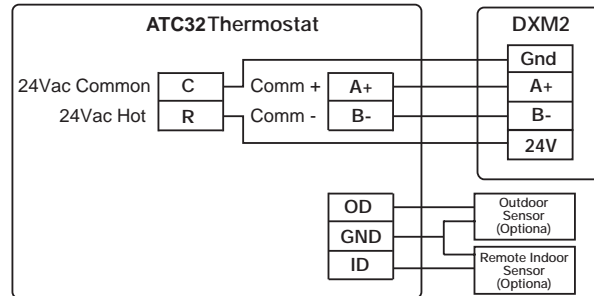 ATC32 Thermostat
DXM2
24Vac Common
C
24Vac Hot
R
Comm +
A+
Comm -
B-
Gnd
A+
B-
24V
OD
GND
ID
Outdoor
Sensor
(Optiona)
Remote Indoor
Sensor
(Optiona)